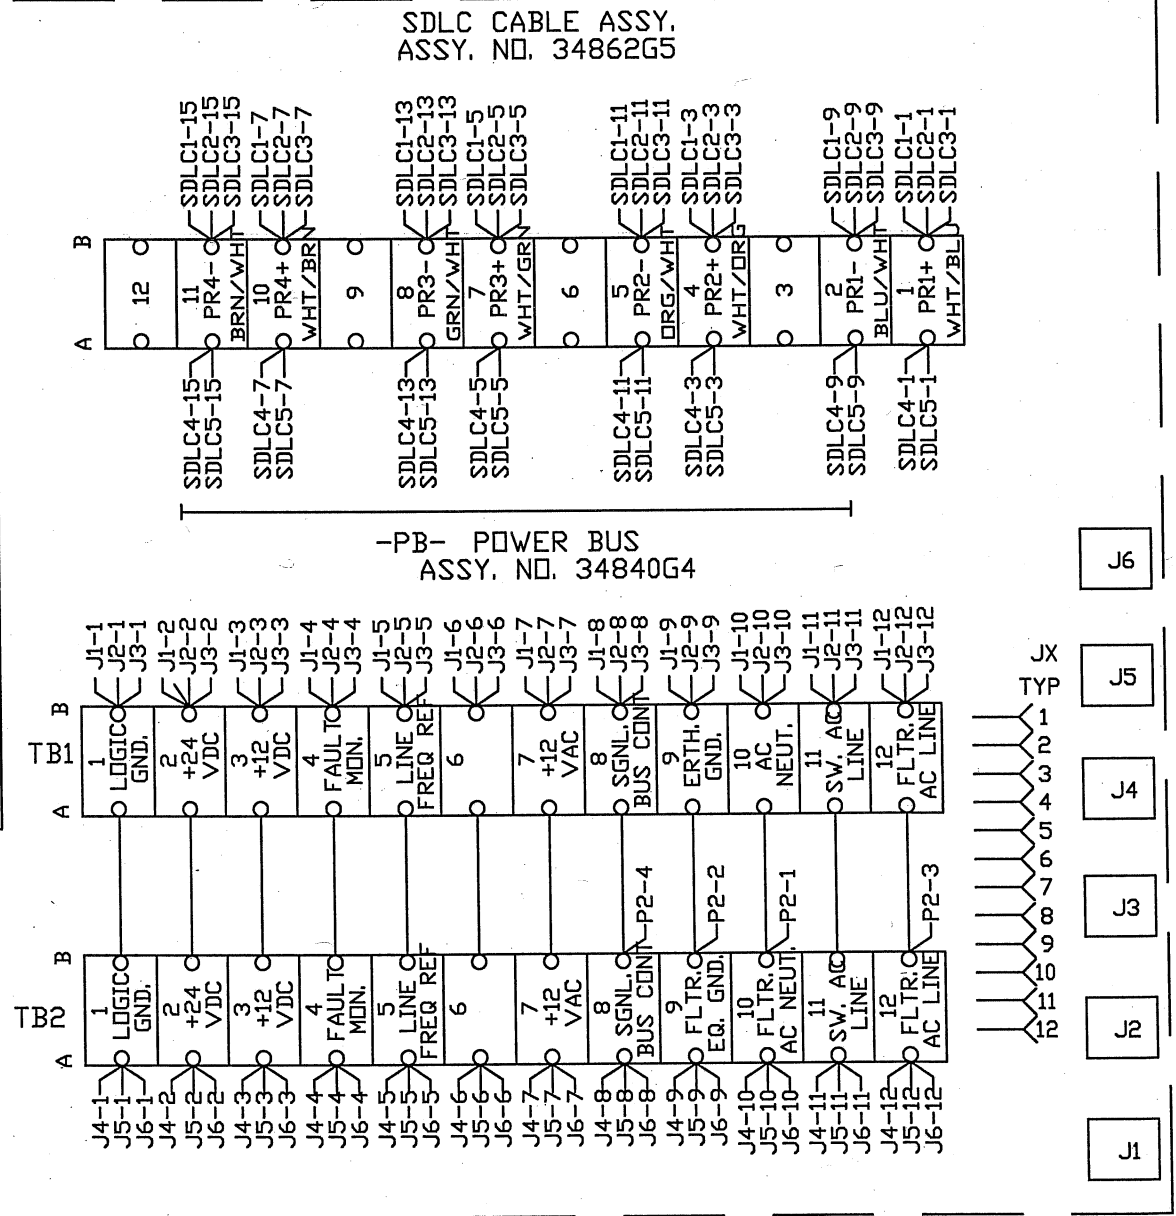 SDLC CABLE ASSY.
ASSY. NO. 34862G5
SDLC1-15
SDLC2-15
SDLC3-15
SDLC1-7
SDLC2-7
SDLC3-7
SDLC1-13
SDLC2-13
SDLC3-13
SDLC1-5
SDLC2-5
SDLC3-5
SDLC1-11
SDLC2-11
SDLC3-11
SDLC1-3
SDLC2-3
SDLC3-3
SDLC1-9
SDLC2-9
SDLC3-9
SDLC1-1
SDLC2-1
SDLC3-1
B
A
12
11
PR4-
BRN/WHT
10
PR4+
WHT/BRN
9
8
PR3-
GRN/WHT
7
PR3+
WHT/GRN
6
5
PR2-
ORG/WHT
4
PR2+
WHT/ORG
3
2
PR1-
BLU/WHT
1
PR1+
WHT/BLU
SDLC4-15
SDLC5-15
SDLC4-7
SDLC5-7
SDLC4-13
SDLC5-13
SDLC4-5
SDLC5-5
SDLC4-11
SDLC5-11
SDLC4-3
SDLC5-3
SDLC4-9
SDLC5-9
SDLC4-1
SDLC5-1
-PB- POWER BUS
ASSY. NO. 34840G4
J1-1
J2-1
J3-1
J1-2
J2-2
J3-2
J1-3
J2-3
J3-3
J1-4
J2-4
J3-4
J1-5
J2-5
J3-5
J1-6
J2-6
J3-6
J1-7
J2-7
J3-7
J1-8
J2-8
J3-8
J1-9
J2-9
J3-9
J1-10
J2-10
J3-10
J1-11
J2-11
J3-11
J1-12
J2-12
J3-12
B
TB1
A
1
LOGIC
GND.
2
+24
VDC
3
+12
VDC
4
FAULT
MON.
5
LINE
FREQ REF
6
7
+12
VAC
8
SGNL.
BUS CONT
9
ERTH.
GND.
10
AC
NEUT.
11
SW. AC
LINE
12
FLTR.
AC LINE
P2-4
P2-2
P2-1
P2-3
B
TB2
A
1
LOGIC
GND.
2
+24
VDC
3
+12
VDC
4
FAULT
MON.
5
LINE
FREQ REF
6
7
+12
VAC
8
SGNL.
BUS CONT
9
FLTR.
EQ. GND.
10
FLTR.
AC NEUT.
11
SW. AC
LINE
12
FLTR.
AC LINE
J4-1
J5-1
J6-1
J4-2
J5-2
J6-2
J4-3
J5-3
J6-3
J4-4
J5-4
J6-4
J4-5
J5-5
J6-5
J4-6
J5-6
J6-6
J4-7
J5-7
J6-7
J4-8
J5-8
J6-8
J4-9
J5-9
J6-9
J4-10
J5-10
J6-10
J4-11
J5-11
J6-11
J4-12
J5-12
J6-12
JX
TYP
1
2
3
4
5
6
7
8
9
10
11
12
J6
J5
J4
J3
J2
J1